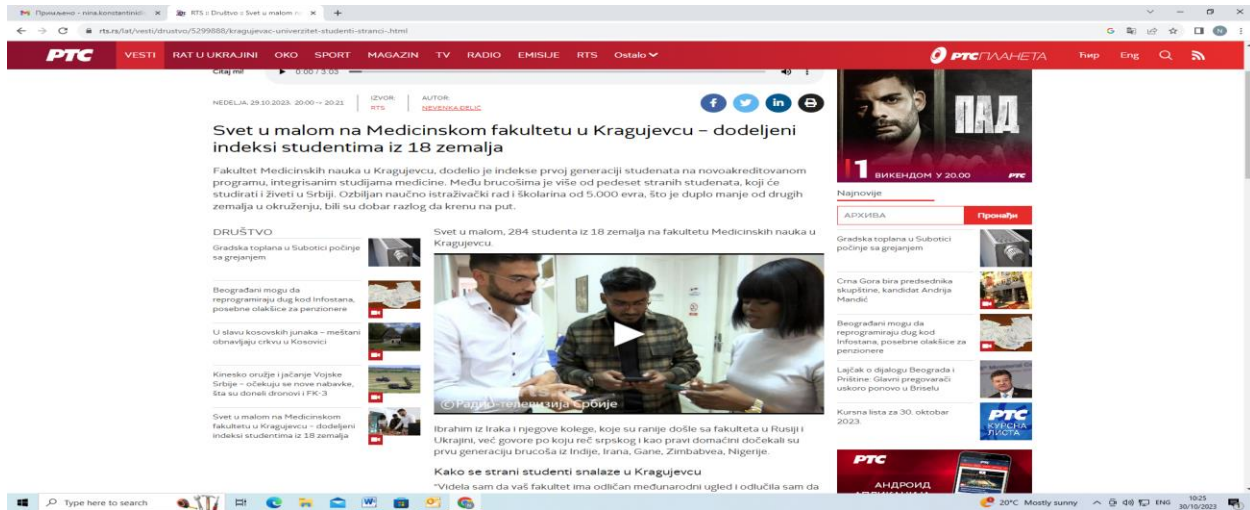 Примљено - nina.konstantinidi
RTS :: Društvo :: Svet u malom n
rts.rs/lat/vesti/drustvo/5299888/kragujevac-univerzitet-studenti-stranci-.html
РТС
VESTI
RAT U UKRAJINI
OKO
SPORT
MAGAZIN
TV
RADIO
EMISIJE
RTS
Ostalo
РТС ПЛАНЕТА
Ћир
Eng
Čitaj mi!
0:00 / 3:03
NEDELJA, 29.10.2023, 20:00 -> 20:21
IZVOR:
RTS
AUTOR:
NEVENKA ĐELIĆ
Svet u malom na Medicinskom fakultetu u Kragujevcu – dodeljeni
indeksi studentima iz 18 zemalja
Fakultet Medicinskih nauka u Kragujevcu, dodelio je indekse prvoj generaciji studenata na novoakreditovanom
programu, integrisanim studijama medicine. Među brucošima je više od pedeset stranih studenata, koji će
studirati i živeti u Srbiji. Ozbiljan naučno istraživački rad i školarina od 5.000 evra, što je duplo manje od drugih
zemalja u okruženju, bili su dobar razlog da krenu na put.
DRUŠTVO
Gradska toplana u Subotici počinje
sa grejanjem
Beograđani mogu da
reprogramiraju dug kod Infostana,
posebne olakšice za penzionere
U slavu kosovskih junaka – meštani
obnavljaju crkvu u Kosovici
Kinesko oružje i jačanje Vojske
Srbije – očekuju se nove nabavke,
šta su doneli dronovi i FK-3
Svet u malom na Medicinskom
fakultetu u Kragujevcu – dodeljeni
indeksi studentima iz 18 zemalja
Svet u malom, 284 studenta iz 18 zemalja na fakultetu Medicinskih nauka u
Kragujevcu.
©Радио-телевизија Србије
Ibrahim iz Iraka i njegove kolege, koje su ranije došle sa fakulteta u Rusiji i
Ukrajini, već govore po koju reč srpskog i kao pravi domaćini dočekali su
prvu generaciju brucoša iz Indije, Irana, Gane, Zimbabvea, Nigerije.
Kako se strani studenti snalaze u Kragujevcu
"Videla sam da vaš fakultet ima odličan međunarodni ugled i odlučila sam da
ПАД
1
ВИКЕНДОМ У 20.00
РТС
Najnovije
АРХИВА
Пронађи
Gradska toplana u Subotici
počinje sa grejanjem
Crna Gora bira predsednika
skupštine, kandidat Andrija
Mandić
Beograđani mogu da
reprogramiraju dug kod
Infostana, posebne olakšice za
penzionere
Lajčak o dijalogu Beograda i
Prištine: Glavni pregovarači
uskoro ponovo u Briselu
Kursna lista za 30. oktobar
2023.
РТС
КУРСНА
ЛИСТА
РТС
АНДРОИД
Type here to search
20°C Mostly sunny
ENG
10:25
30/10/2023